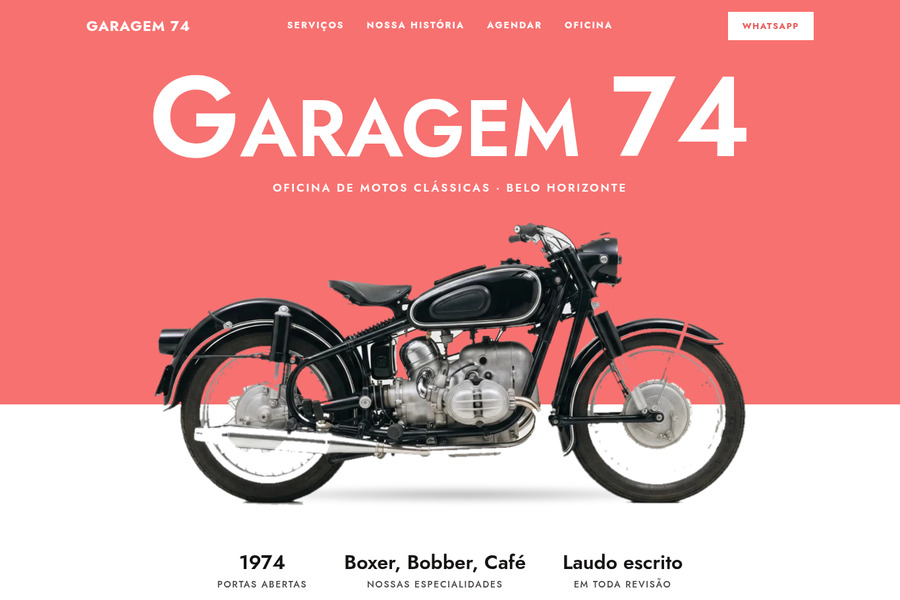 GARAGEM 74
SERVIÇOS NOSSA HISTÓRIA AGENDAR OFICINA
WHATSAPP
GARAGEM 74
OFICINA DE MOTOS CLÁSSICAS · BELO HORIZONTE
1974
PORTAS ABERTAS
Boxer, Bobber, Café
NOSSAS ESPECIALIDADES
Laudo escrito
EM TODA REVISÃO